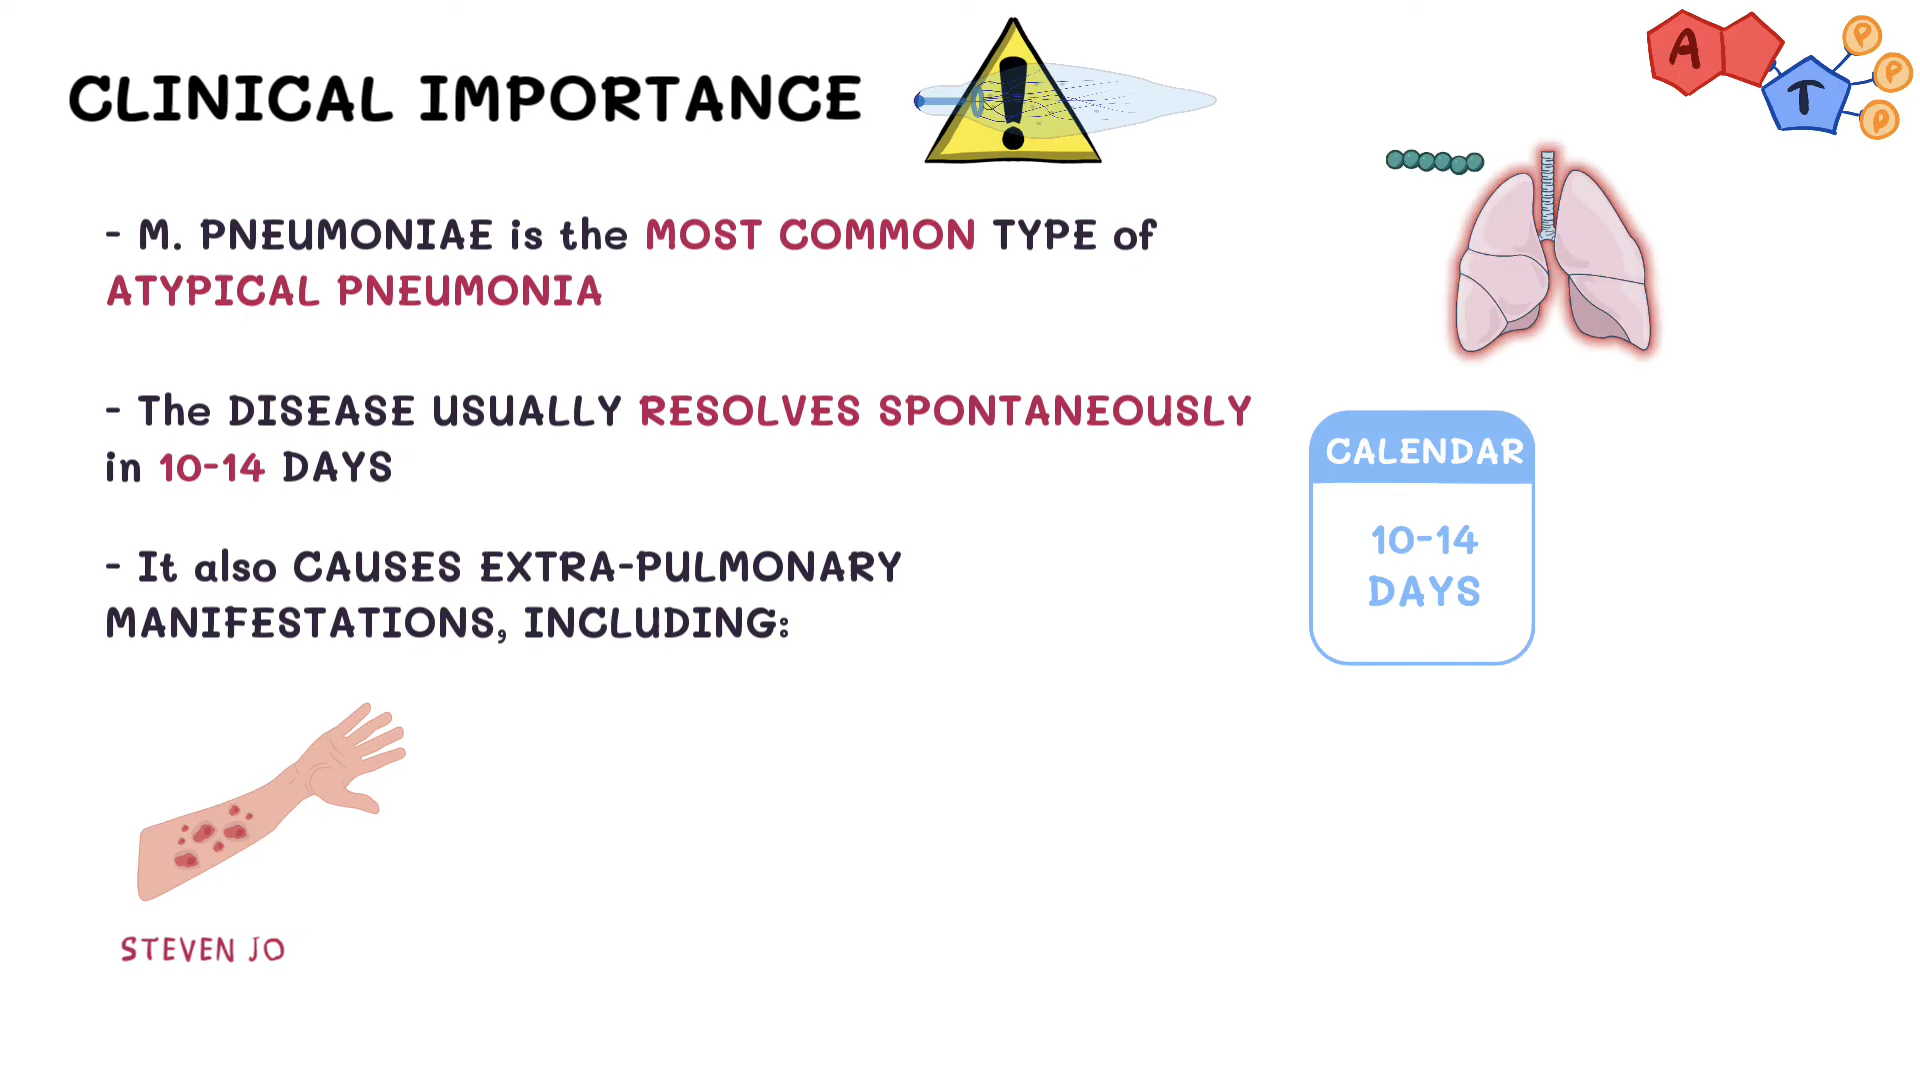 CLINICAL IMPORTANCE
A
T
P
P
P
- M. PNEUMONIAE is the MOST COMMON TYPE of
ATYPICAL PNEUMONIA
- The DISEASE USUALLY RESOLVES SPONTANEOUSLY
in 10-14 DAYS
CALENDAR
10-14
DAYS
- It also CAUSES EXTRA-PULMONARY
MANIFESTATIONS, INCLUDING:
STEVEN JO